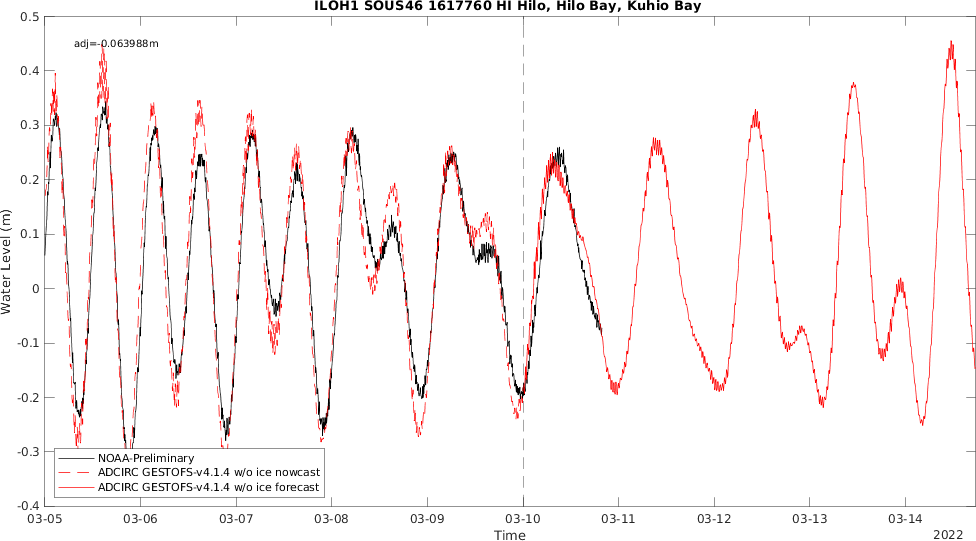 ILOH1 SOUS46 1617760 HI Hilo, Hilo Bay, Kuhio Bay
adj=-0.063988m
0.5
0.4
0.3
0.2
0.1
0
-0.1
-0.2
-0.3
-0.4
Water Level (m)
NOAA-Preliminary
ADCIRC GESTOFS-v4.1.4 w/o ice nowcast
ADCIRC GESTOFS-v4.1.4 w/o ice forecast
03-05 03-06 03-07 03-08 03-09 03-10 03-11 03-12 03-13 03-14
Time
2022